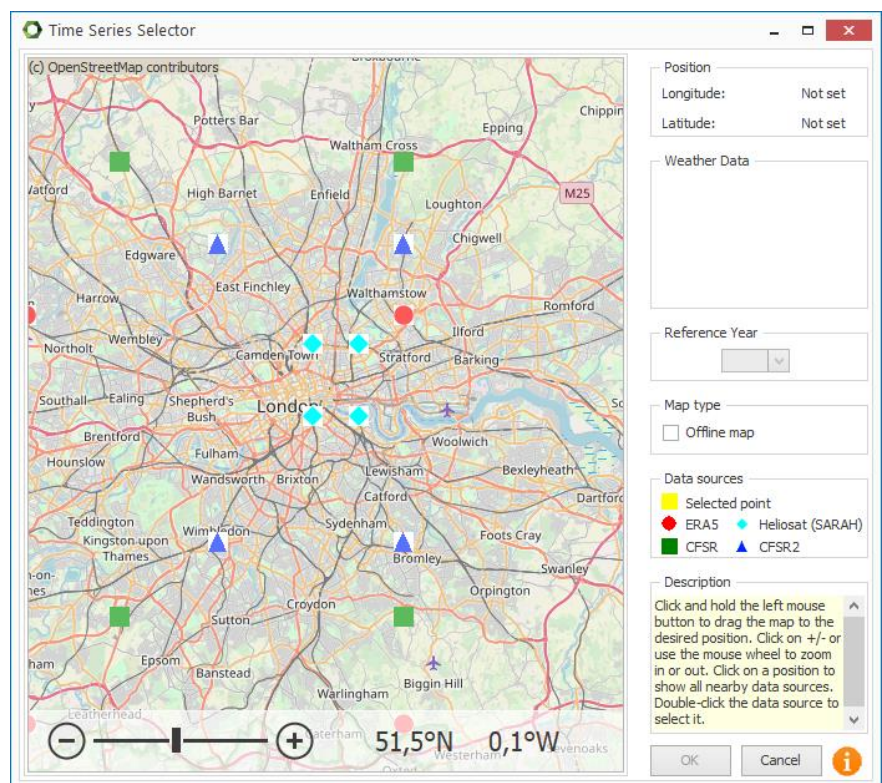 Time Series Selector
(c) OpenStreetMap contributors
Broxbourne
Potters Bar
Epping
Waltham Cross
High Barnet
Enfield
Loughton
M25
Chigwell
Edgware
East Finchley
Walthamstow
Harrow
Romford
Wembley
Ilford
Northolt
Camden Town
Stratford
Barking
Southall
Ealing
Shepherd's
Bush
London
Brentford
Woolwich
Hounslow
Fulham
Lewisham
Bexleyheath
Wandsworth
Brixton
Catford
Teddington
Sydenham
Wimbledon
Foots Cray
Kingston upon
Thames
Bromley
Swanley
Orpington
Croydon
Sutton
Epsom
Banstead
Biggin Hill
Warlingham
Leatherhead
Westerham
51,5°N 0,1°W
Position
Longitude: Not set
Latitude: Not set
Weather Data
Reference Year
Map type
Offline map
Data sources
Selected point
ERA5 Heliosat (SARAH)
CFSR CFSR2
Description
Click and hold the left mouse
button to drag the map to the
desired position. Click on +/- or
use the mouse wheel to zoom
in or out. Click on a position to
show all nearby data sources.
Double-click the data source to
select it.
OK Cancel